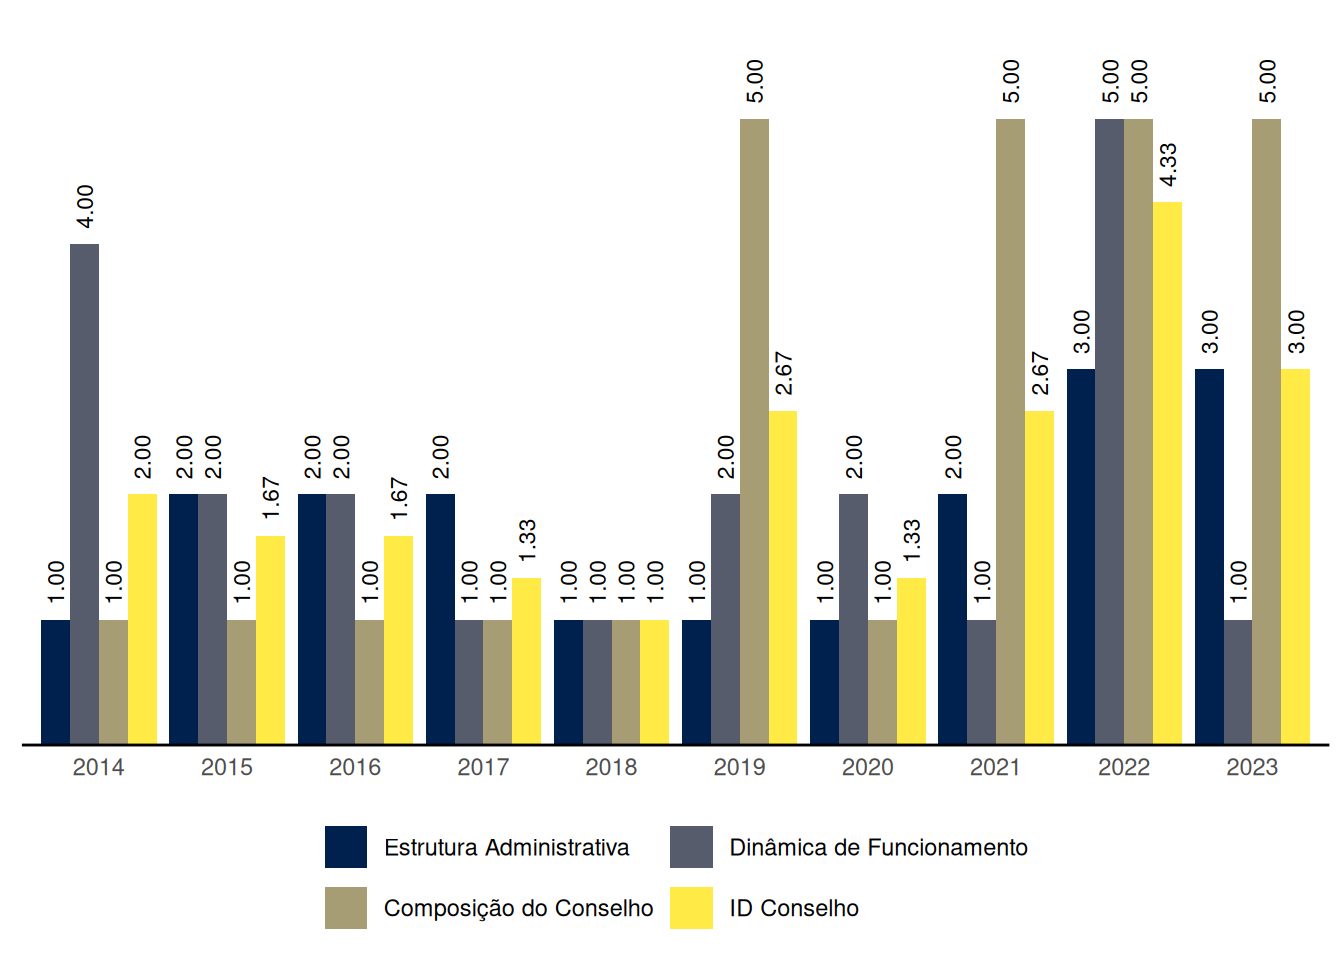 5.00 5.00 5.00 5.00 5.00
4.33
4.00
3.00 3.00 3.00
2.67 2.67
2.00 2.00 2.00 2.00 2.00 2.00 2.00 2.00 2.00
1.67 1.67
1.33 1.33
1.00 1.00 1.00 1.00 1.00 1.00 1.00 1.00 1.00 1.00 1.00 1.00 1.00 1.00 1.00
2014 2015 2016 2017 2018 2019 2020 2021 2022 2023
Estrutura Administrativa Dinâmica de Funcionamento
Composição do Conselho ID Conselho